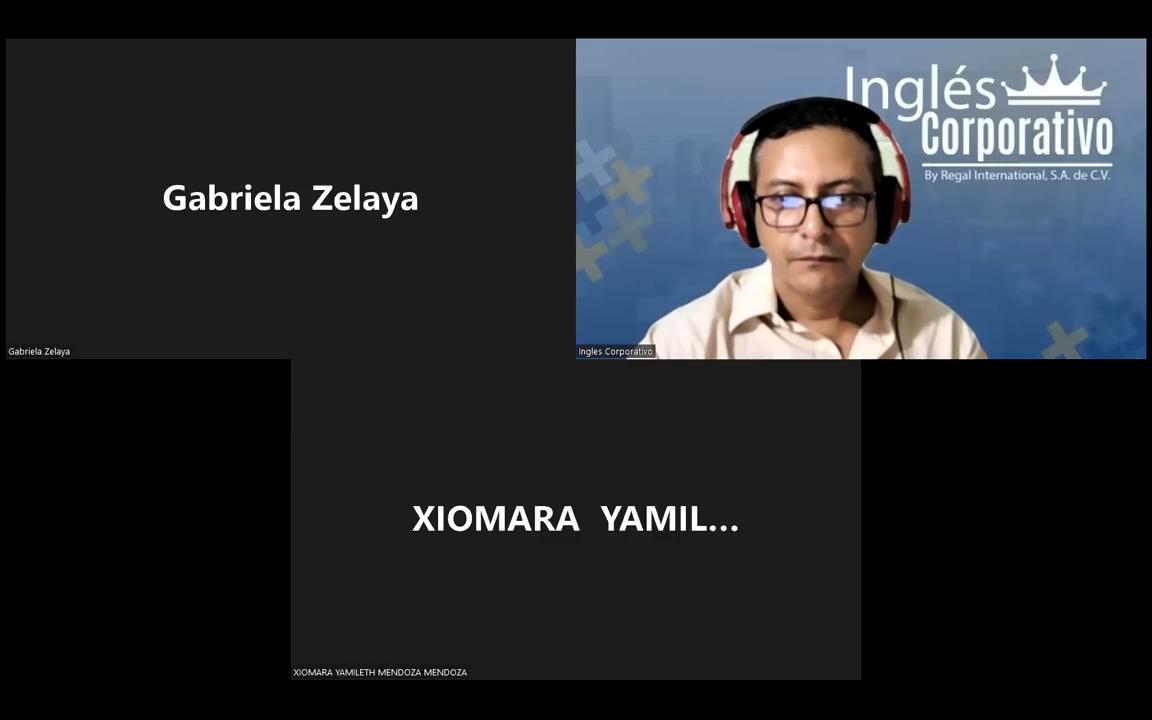 Gabriela Zelaya
Gabriela Zelaya
Inglés
Corporativo
By Regal International, S.A. de C.V.
Ingles Corporativo
XIOMARA YAMIL...
XIOMARA YAMILETH MENDOZA MENDOZA